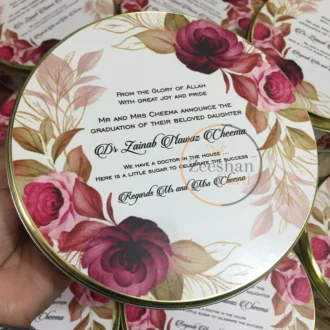 From the Glory of Allah
With great joy and pride
Mr and Mrs Cheema announce the
graduation of their beloved daughter
Dr Zainab Nawaz Cheema
We have a doctor in the house ...
Here is a little sugar to celebrate the success ...
Regards Mr and Mrs Cheema
Zeeshan